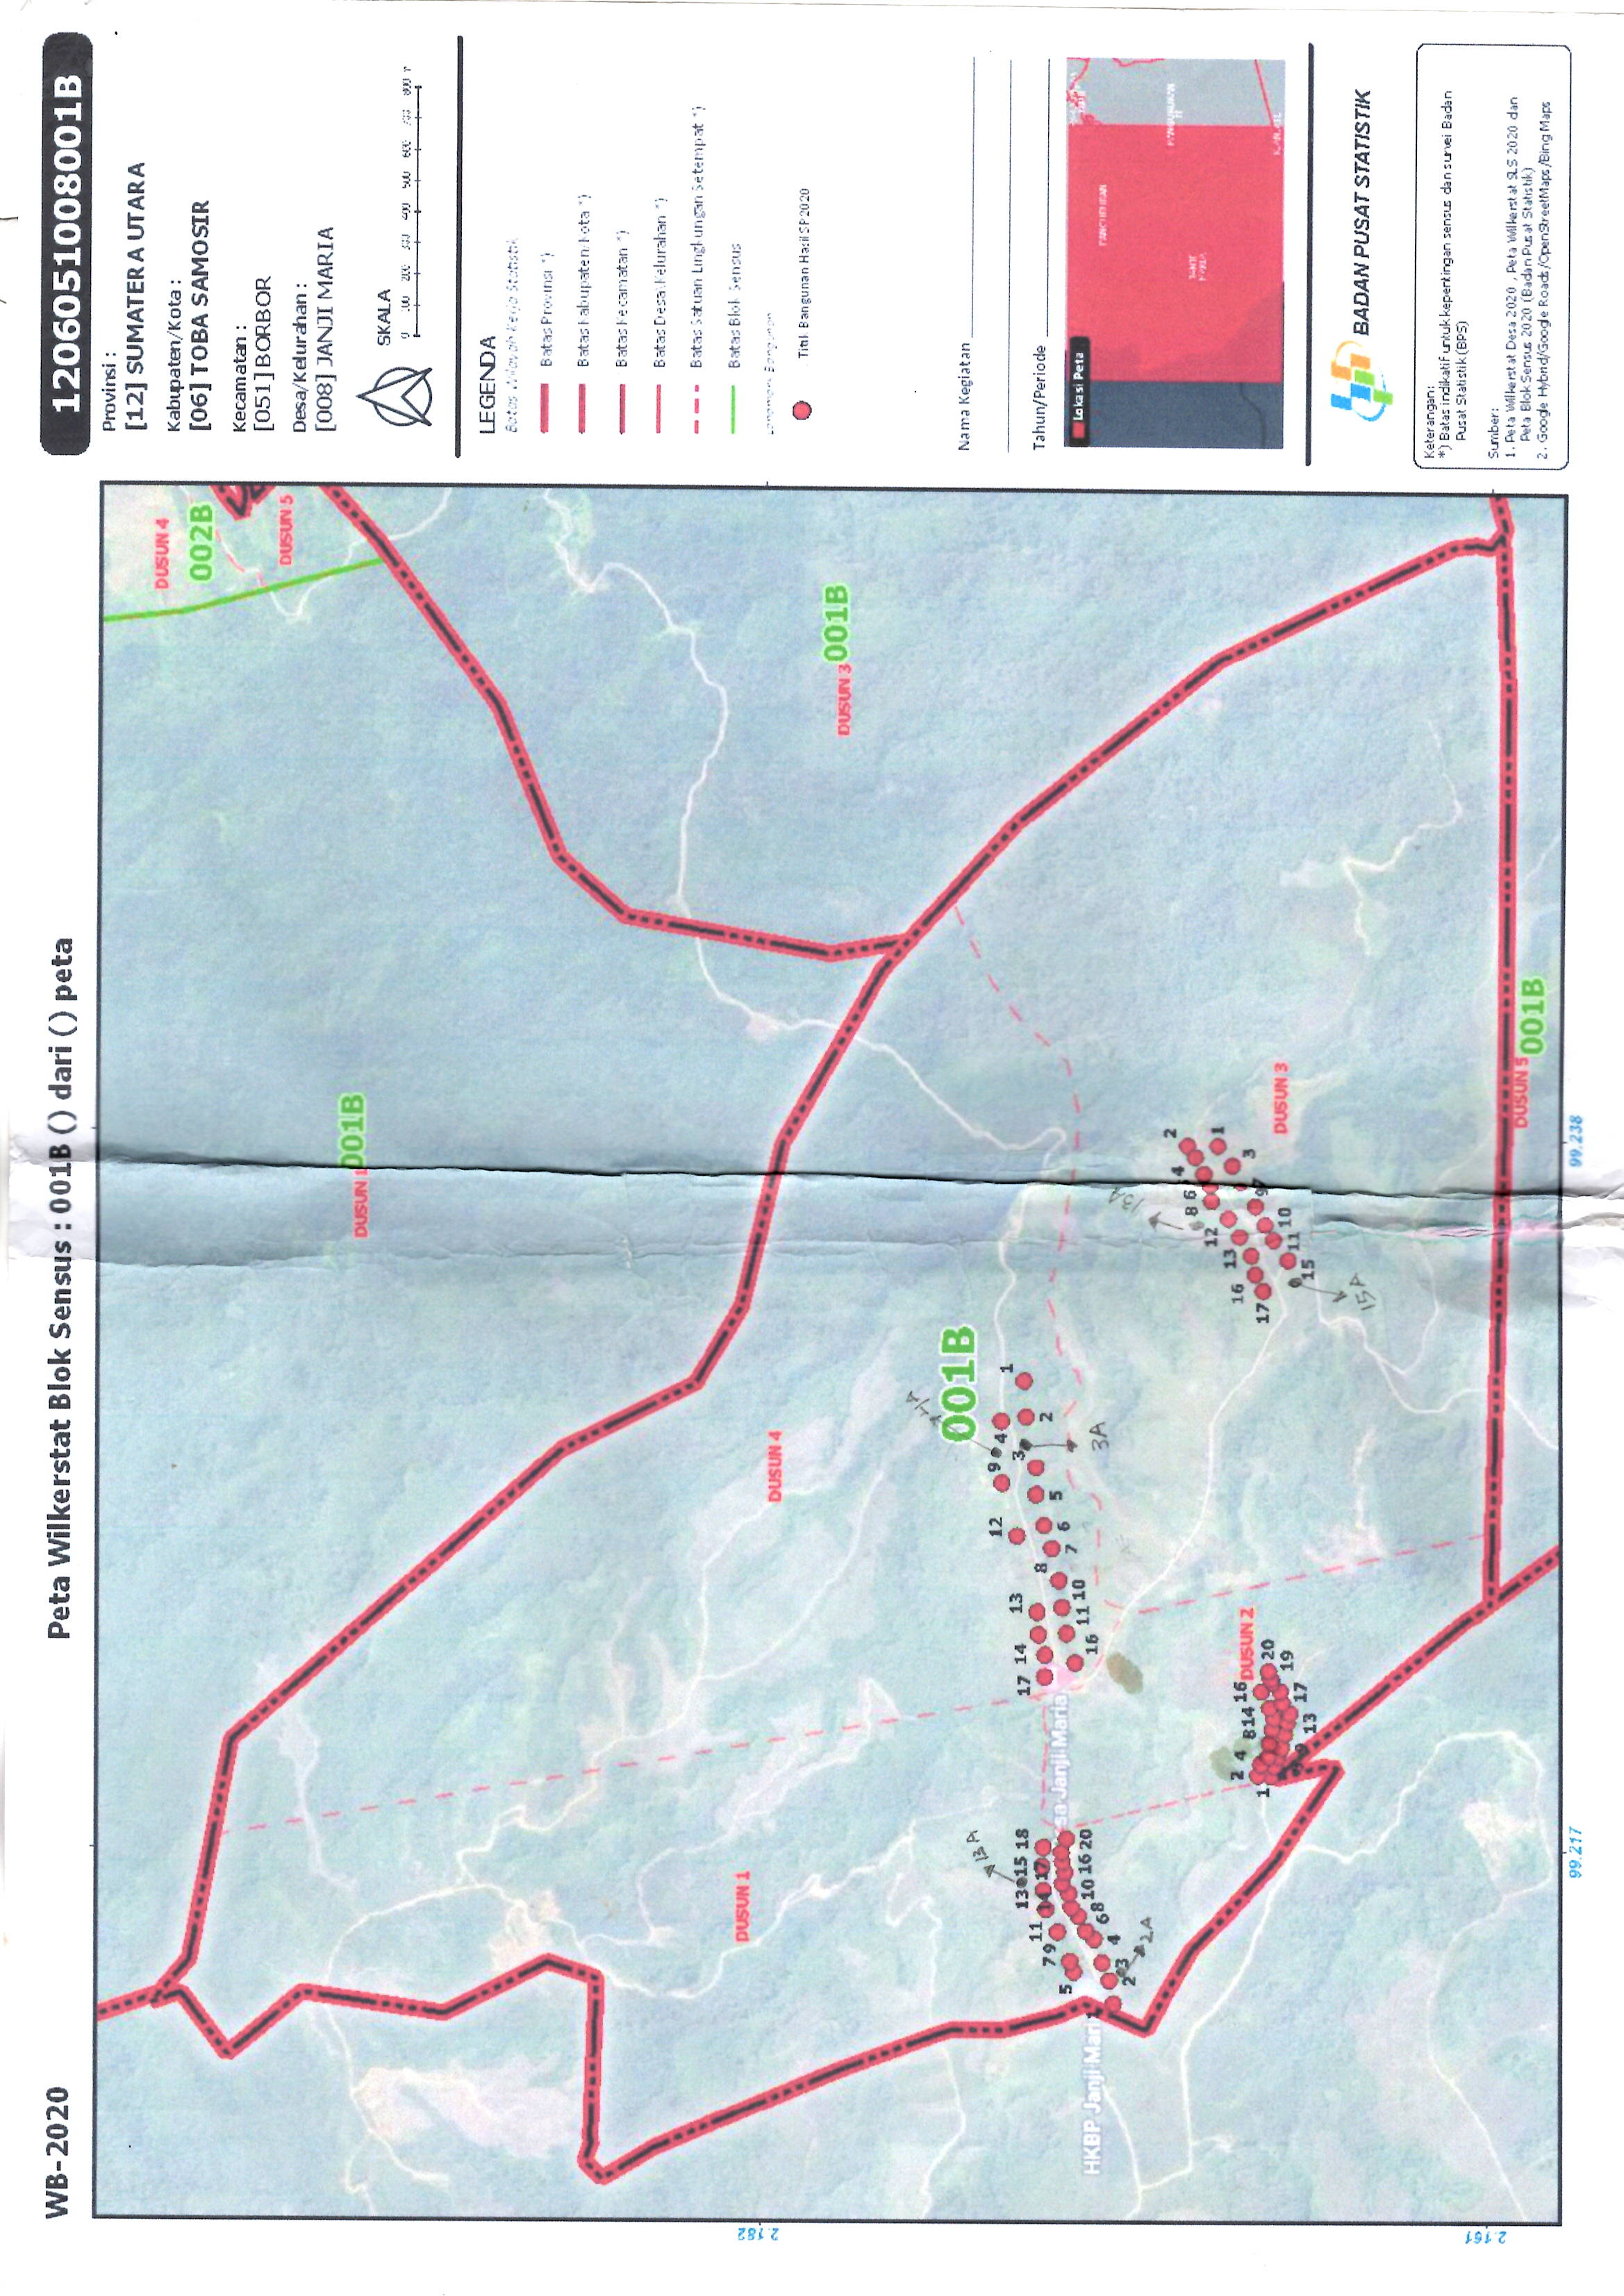 WB-2020
Peta Wilkerstat Blok Sensus : 001B () dari () peta
1206051008001B
Provinsi :
[12] SUMATERA UTARA
Kabupaten/Kota :
[06] TOBA SAMOSIR
Kecamatan :
[051] BORBOR
Desa/Kelurahan :
[008] JANJI MARIA
SKALA
0 100 200 300 400 500 600 700 800
LEGENDA
Batas Wilayah Kerja Statistik
Batas Provinsi *)
Batas Kabupaten/Kota *)
Batas Kecamatan *)
Batas Desa\Kelurahan *)
Batas Satuan Lingkungan Setempat *)
Batas Blok Sensus
Landmark Bangunan
Titik Bangunan Hasil SP2020
Nama Kegiatan
Tahun/Periode
Lokasi Peta
JANJI
MARIA
BADAN PUSAT STATISTIK
Keterangan:
*) Batas indikatif untuk kepentingan sensus dan survei Badan
Pusat Statistik (BPS)
Sumber:
1. Peta Wilkerstat Desa 2020 , Peta Wilkerstat SLS 2020 dan
Peta Blok Sensus 2020 (Badan Pusat Statistik)
2. Google Hybrid/Google Roads/OpenStreetMaps/Bing Maps
DUSUN 4
002B
DUSUN 5
DUSUN 1 001B
DUSUN 1
DUSUN 4
DUSUN 3 001B
001B
4A
13A
13 15 18
11 14 17
7 9
5
HKBP Janji Mari
sa Janji Maria
2 3 4 6 8 10 16 20
2A
12 9 4 1
17 14 13 8 3 2
16 11 10 7 6 5
3A
13A
2 4 8 14 16 DUSUN 2
1 20
13 17 19
8 6 4 2
12 1
16 13 3
17 9 7
15 11 10
DUSUN 3
15A
DUSUN 5 001B
2.182
2.161
99.217
99.238